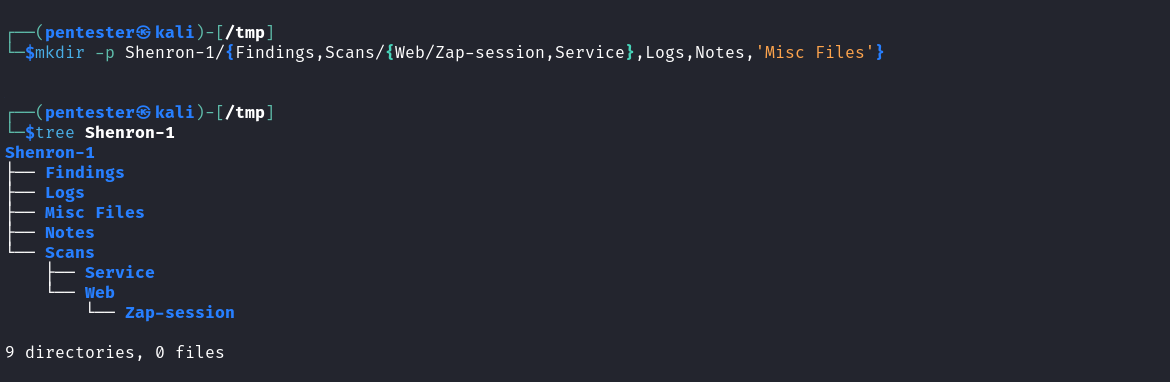 ┌──(pentester㉿kali)-[/tmp]
└─$mkdir -p Shenron-1/{Findings,Scans/{Web/Zap-session,Service},Logs,Notes,'Misc Files'}
┌──(pentester㉿kali)-[/tmp]
└─$tree Shenron-1
Shenron-1
├── Findings
├── Logs
├── Misc Files
├── Notes
└── Scans
    ├── Service
    └── Web
        └── Zap-session
9 directories, 0 files